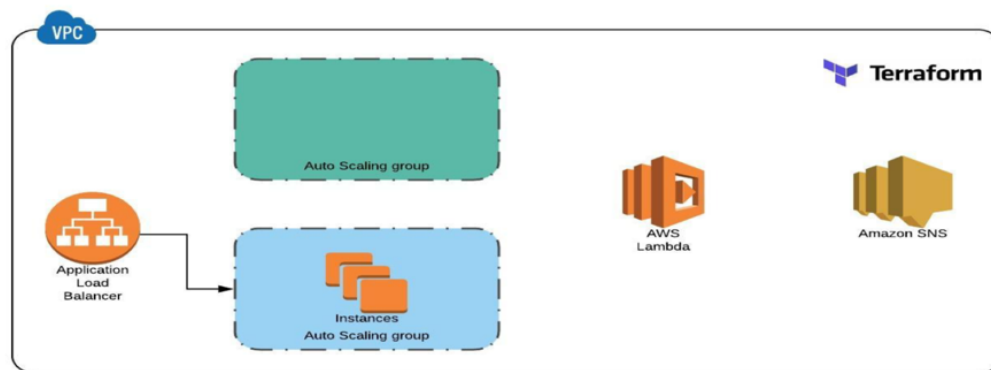 VPC
Terraform
Auto Scaling group
AWS
Lambda
Amazon SNS
Application
Load
Balancer
Instances
Auto Scaling group